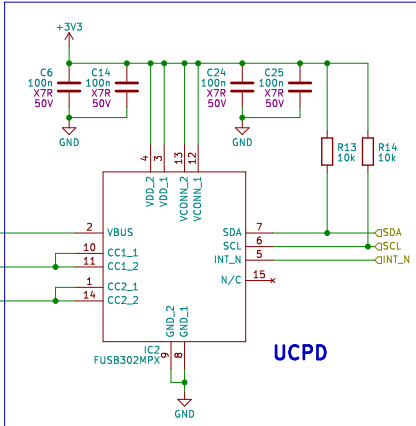 +3V3
C6
100n
X7R
50V
C14
100n
X7R
50V
C24
100n
X7R
50V
C25
100n
X7R
50V
GND
GND
R13
10k
R14
10k
4
3
13
12
VDD_2
VDD_1
VCONN_2
VCONN_1
2
VBUS
10
CC1_1
11
CC1_2
1
CC2_1
14
CC2_2
SDA
7
SDA
SCL
6
SCL
INT_N
5
INT_N
N/C
15
GND_2
GND_1
9
8
IC2
FUSB302MPX
UCPD
GND